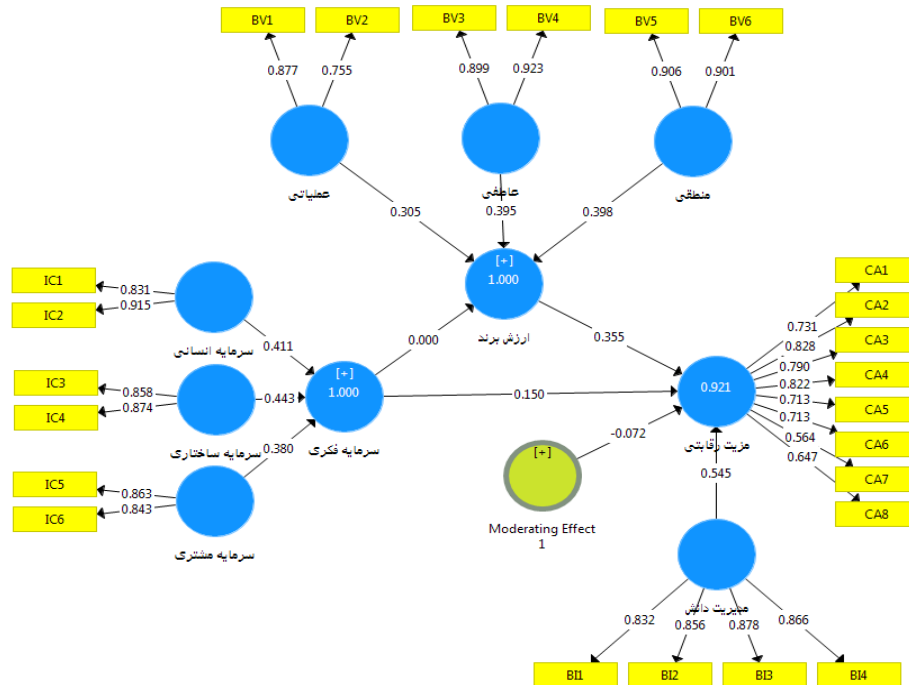 BV1
BV2
BV3
BV4
BV5
BV6
0.877
0.755
0.899
0.923
0.906
0.901
عملیاتی
عاطفی
منطقی
0.305
0.395
0.398
[+]
1.000
ارزش برند
IC1
IC2
0.831
0.915
سرمایه انسانی
0.411
0.000
0.355
IC3
IC4
0.858
0.874
سرمایه ساختاری
0.443
[+]
1.000
سرمایه فکری
0.150
0.380
IC5
IC6
0.863
0.843
سرمایه مشتری
[+]
Moderating Effect
1
-0.072
0.921
مزیت رقابتی
0.545
CA1
CA2
CA3
CA4
CA5
CA6
CA7
CA8
0.731
0.828
0.790
0.822
0.713
0.713
0.564
0.647
مدیریت دانش
0.832
0.856
0.878
0.866
BI1
BI2
BI3
BI4